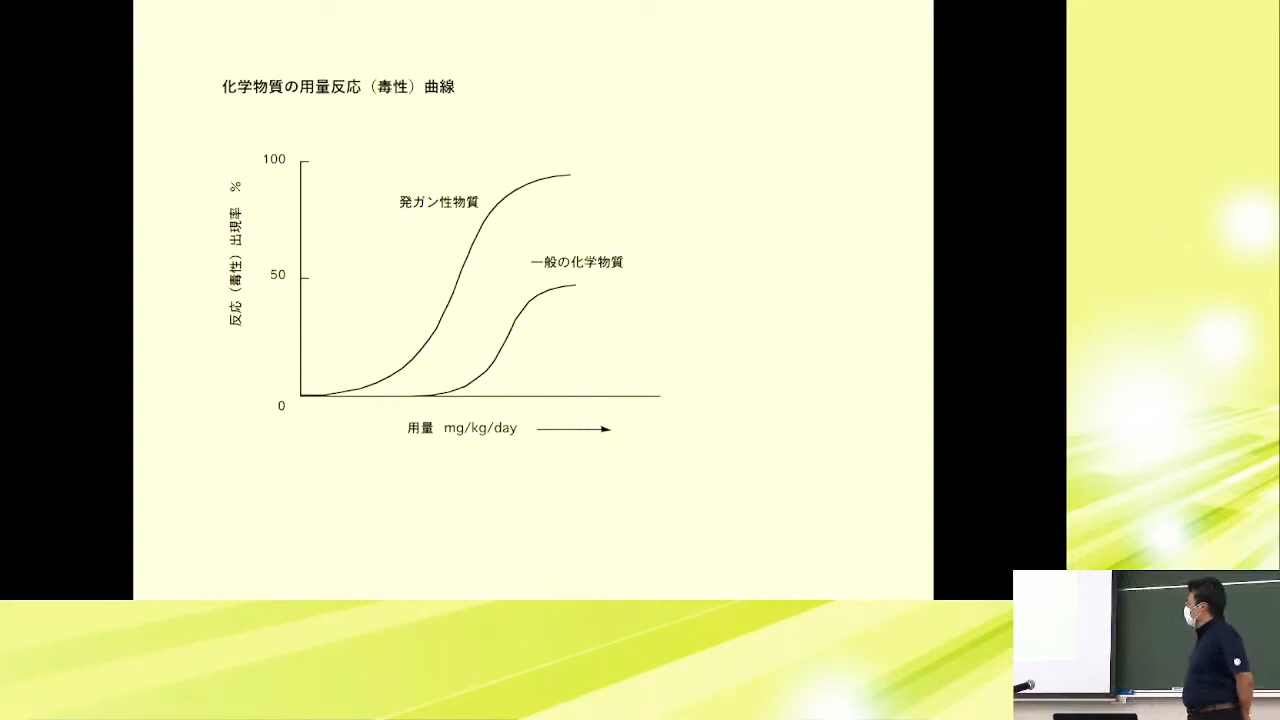 化学物質の用量反応（毒性）曲線
100
反応（毒性）出現率　%
発ガン性物質
一般の化学物質
50
0
用量 mg/kg/day